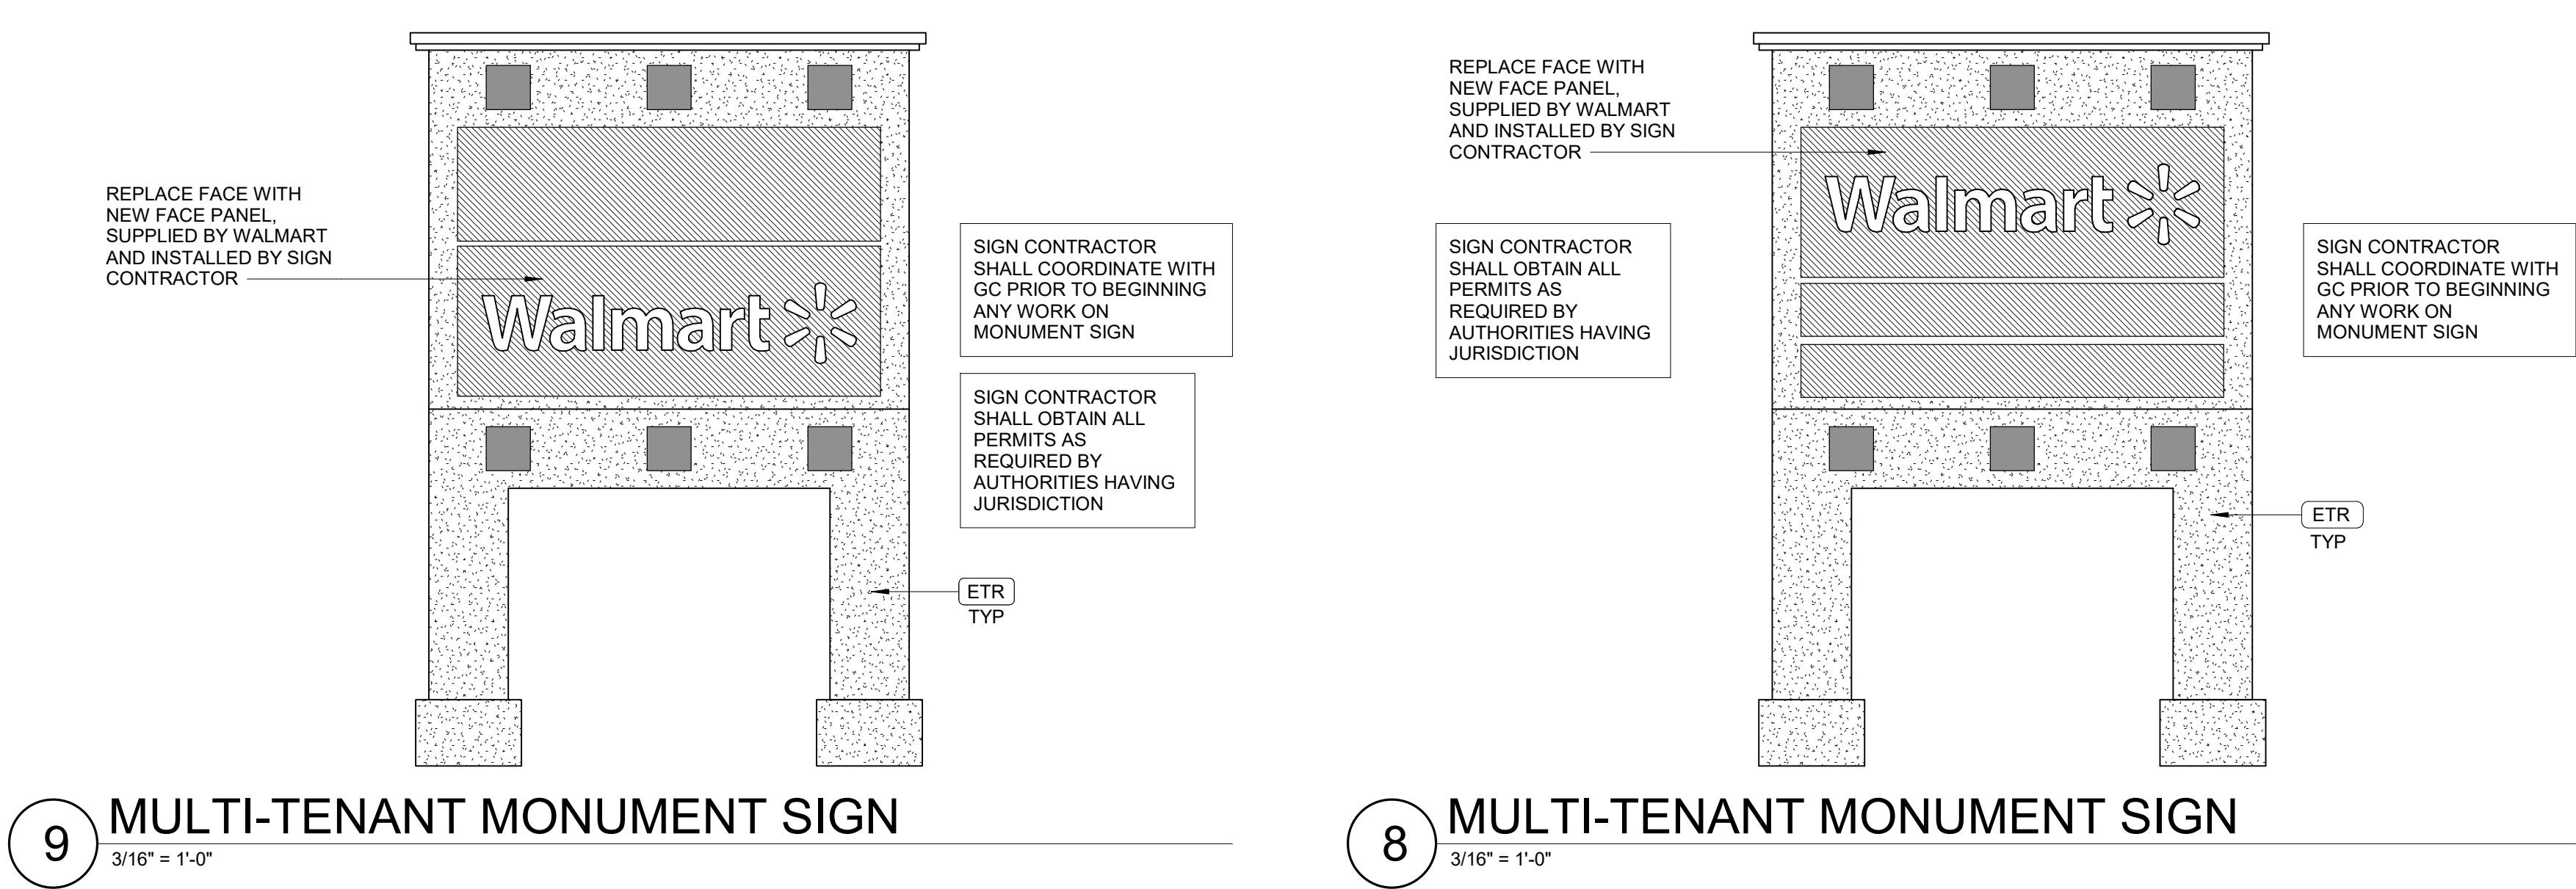 REPLACE FACE WITH
NEW FACE PANEL,
SUPPLIED BY WALMART
AND INSTALLED BY SIGN
CONTRACTOR
Walmart
SIGN CONTRACTOR
SHALL COORDINATE WITH
GC PRIOR TO BEGINNING
ANY WORK ON
MONUMENT SIGN
SIGN CONTRACTOR
SHALL OBTAIN ALL
PERMITS AS
REQUIRED BY
AUTHORITIES HAVING
JURISDICTION
ETR
TYP
9
MULTI-TENANT MONUMENT SIGN
3/16" = 1'-0"
REPLACE FACE WITH
NEW FACE PANEL,
SUPPLIED BY WALMART
AND INSTALLED BY SIGN
CONTRACTOR
Walmart
SIGN CONTRACTOR
SHALL OBTAIN ALL
PERMITS AS
REQUIRED BY
AUTHORITIES HAVING
JURISDICTION
SIGN CONTRACTOR
SHALL COORDINATE WITH
GC PRIOR TO BEGINNING
ANY WORK ON
MONUMENT SIGN
ETR
TYP
8
MULTI-TENANT MONUMENT SIGN
3/16" = 1'-0"